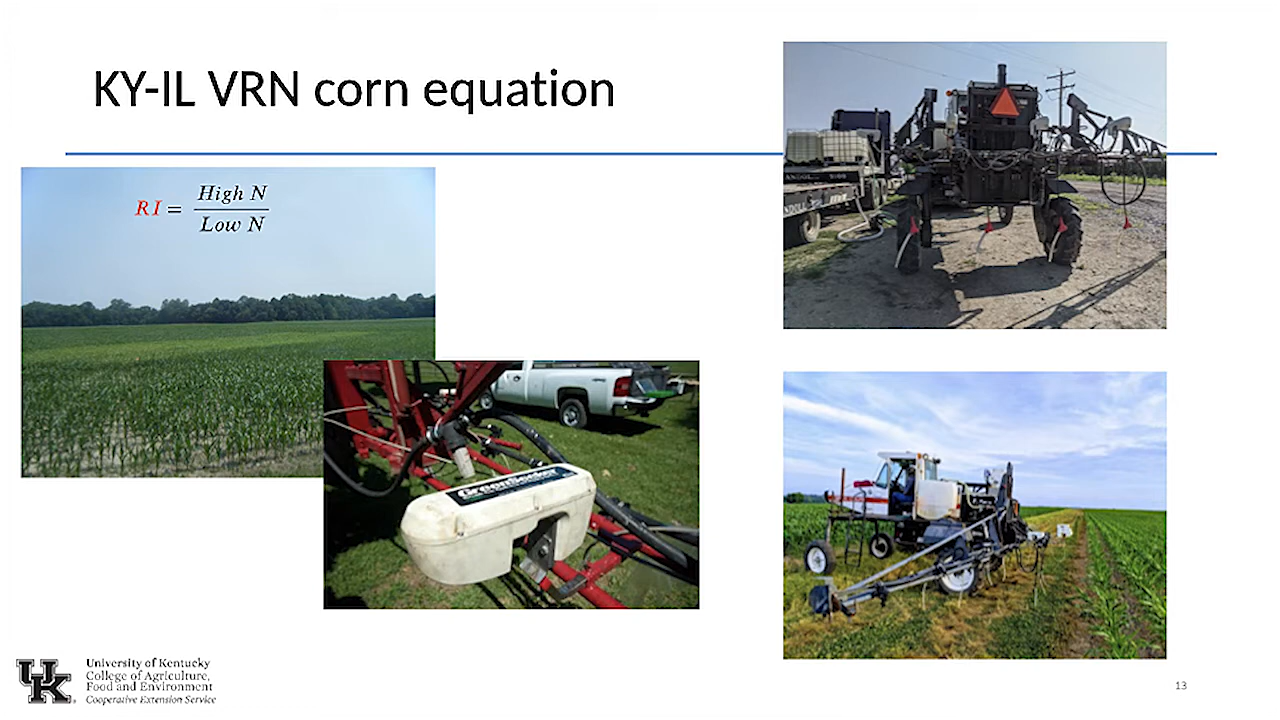 KY-IL VRN corn equation
RI = High N
Low N
GreenSeeker
University of Kentucky
College of Agriculture,
Food and Environment
Cooperative Extension Service
UK
13